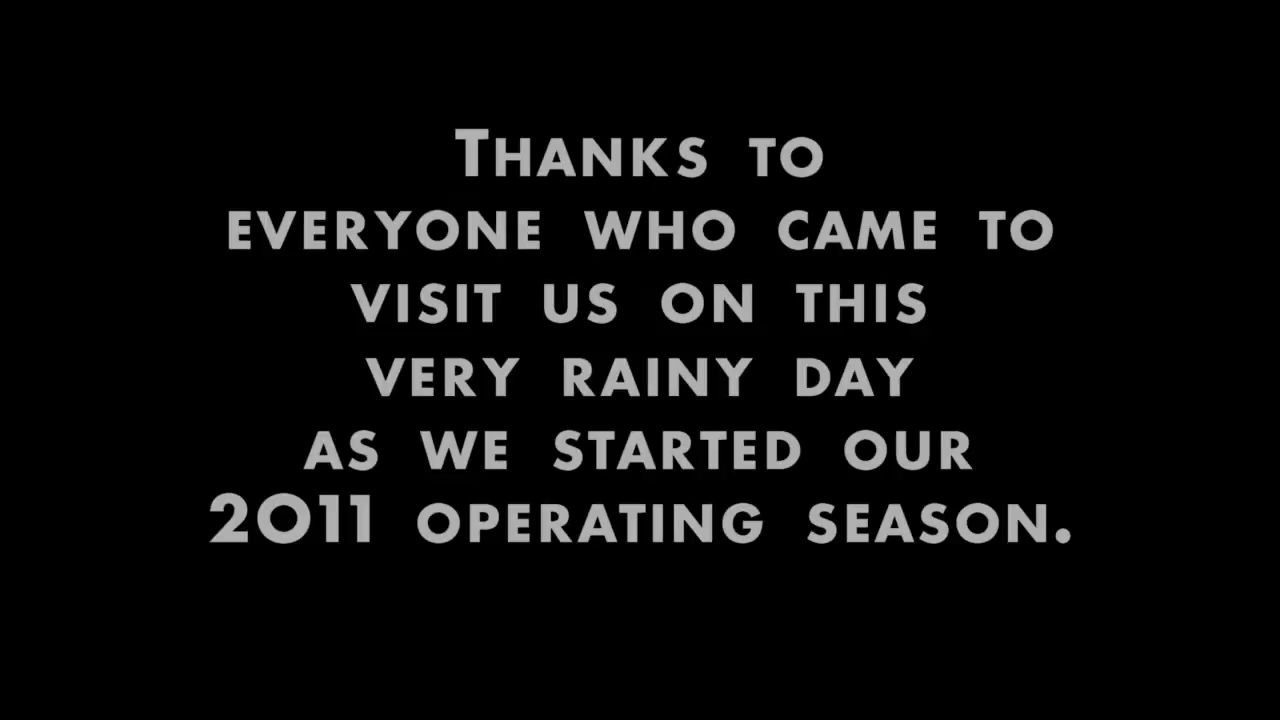 Thanks to
everyone who came to
visit us on this
very rainy day
as we started our
2011 operating season.